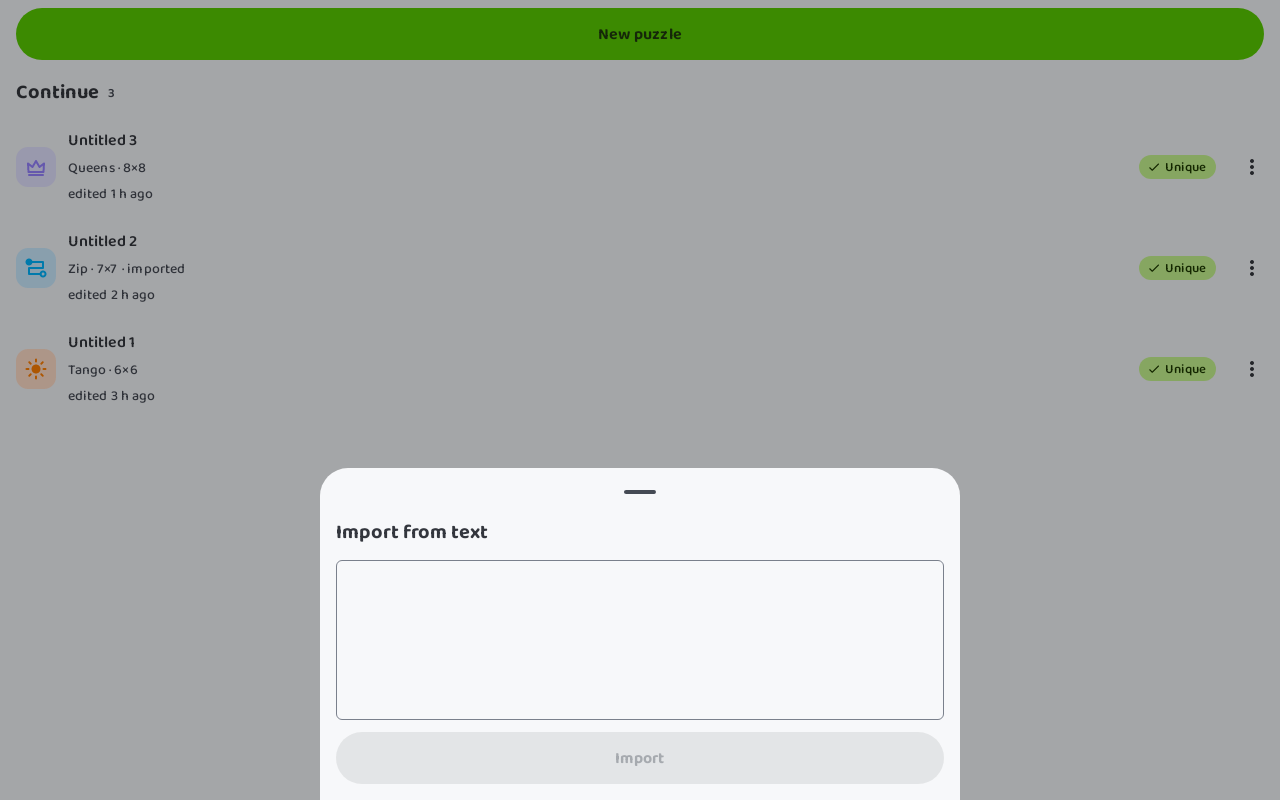 New puzzle
Continue 3
Untitled 3
Queens · 8×8
edited 1 h ago
Unique
Untitled 2
Zip · 7×7 · imported
edited 2 h ago
Unique
Untitled 1
Tango · 6×6
edited 3 h ago
Unique
Import from text
Import